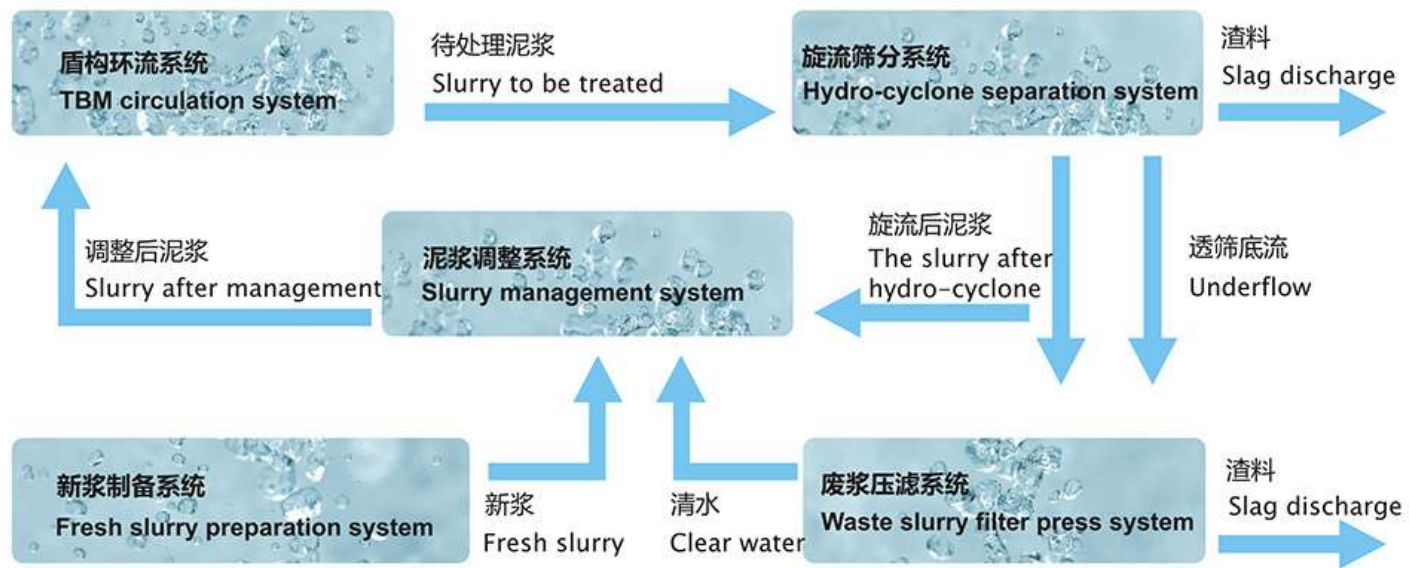 盾构环流系统
TBM circulation system
待处理泥浆
Slurry to be treated
旋流筛分系统
Hydro-cyclone separation system
渣料
Slag discharge
调整后泥浆
Slurry after management
泥浆调整系统
Slurry management system
旋流后泥浆
The slurry after
hydro-cyclone
透筛底流
Underflow
新浆制备系统
Fresh slurry preparation system
新浆
Fresh slurry
清水
Clear water
废浆压滤系统
Waste slurry filter press system
渣料
Slag discharge